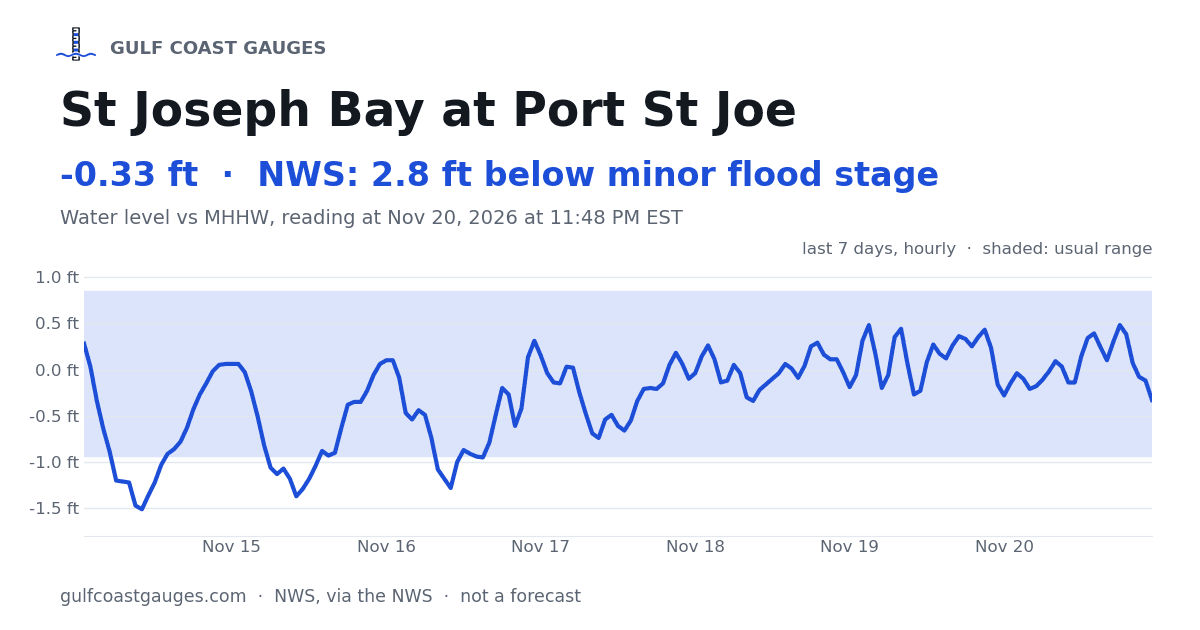 GULF COAST GAUGES
St Joseph Bay at Port St Joe
-0.33 ft · NWS: 2.8 ft below minor flood stage
Water level vs MHHW, reading at Nov 20, 2026 at 11:48 PM EST
last 7 days, hourly · shaded: usual range
1.0 ft
0.5 ft
0.0 ft
-0.5 ft
-1.0 ft
-1.5 ft
Nov 15 Nov 16 Nov 17 Nov 18 Nov 19 Nov 20
gulfcoastgauges.com · NWS, via the NWS · not a forecast